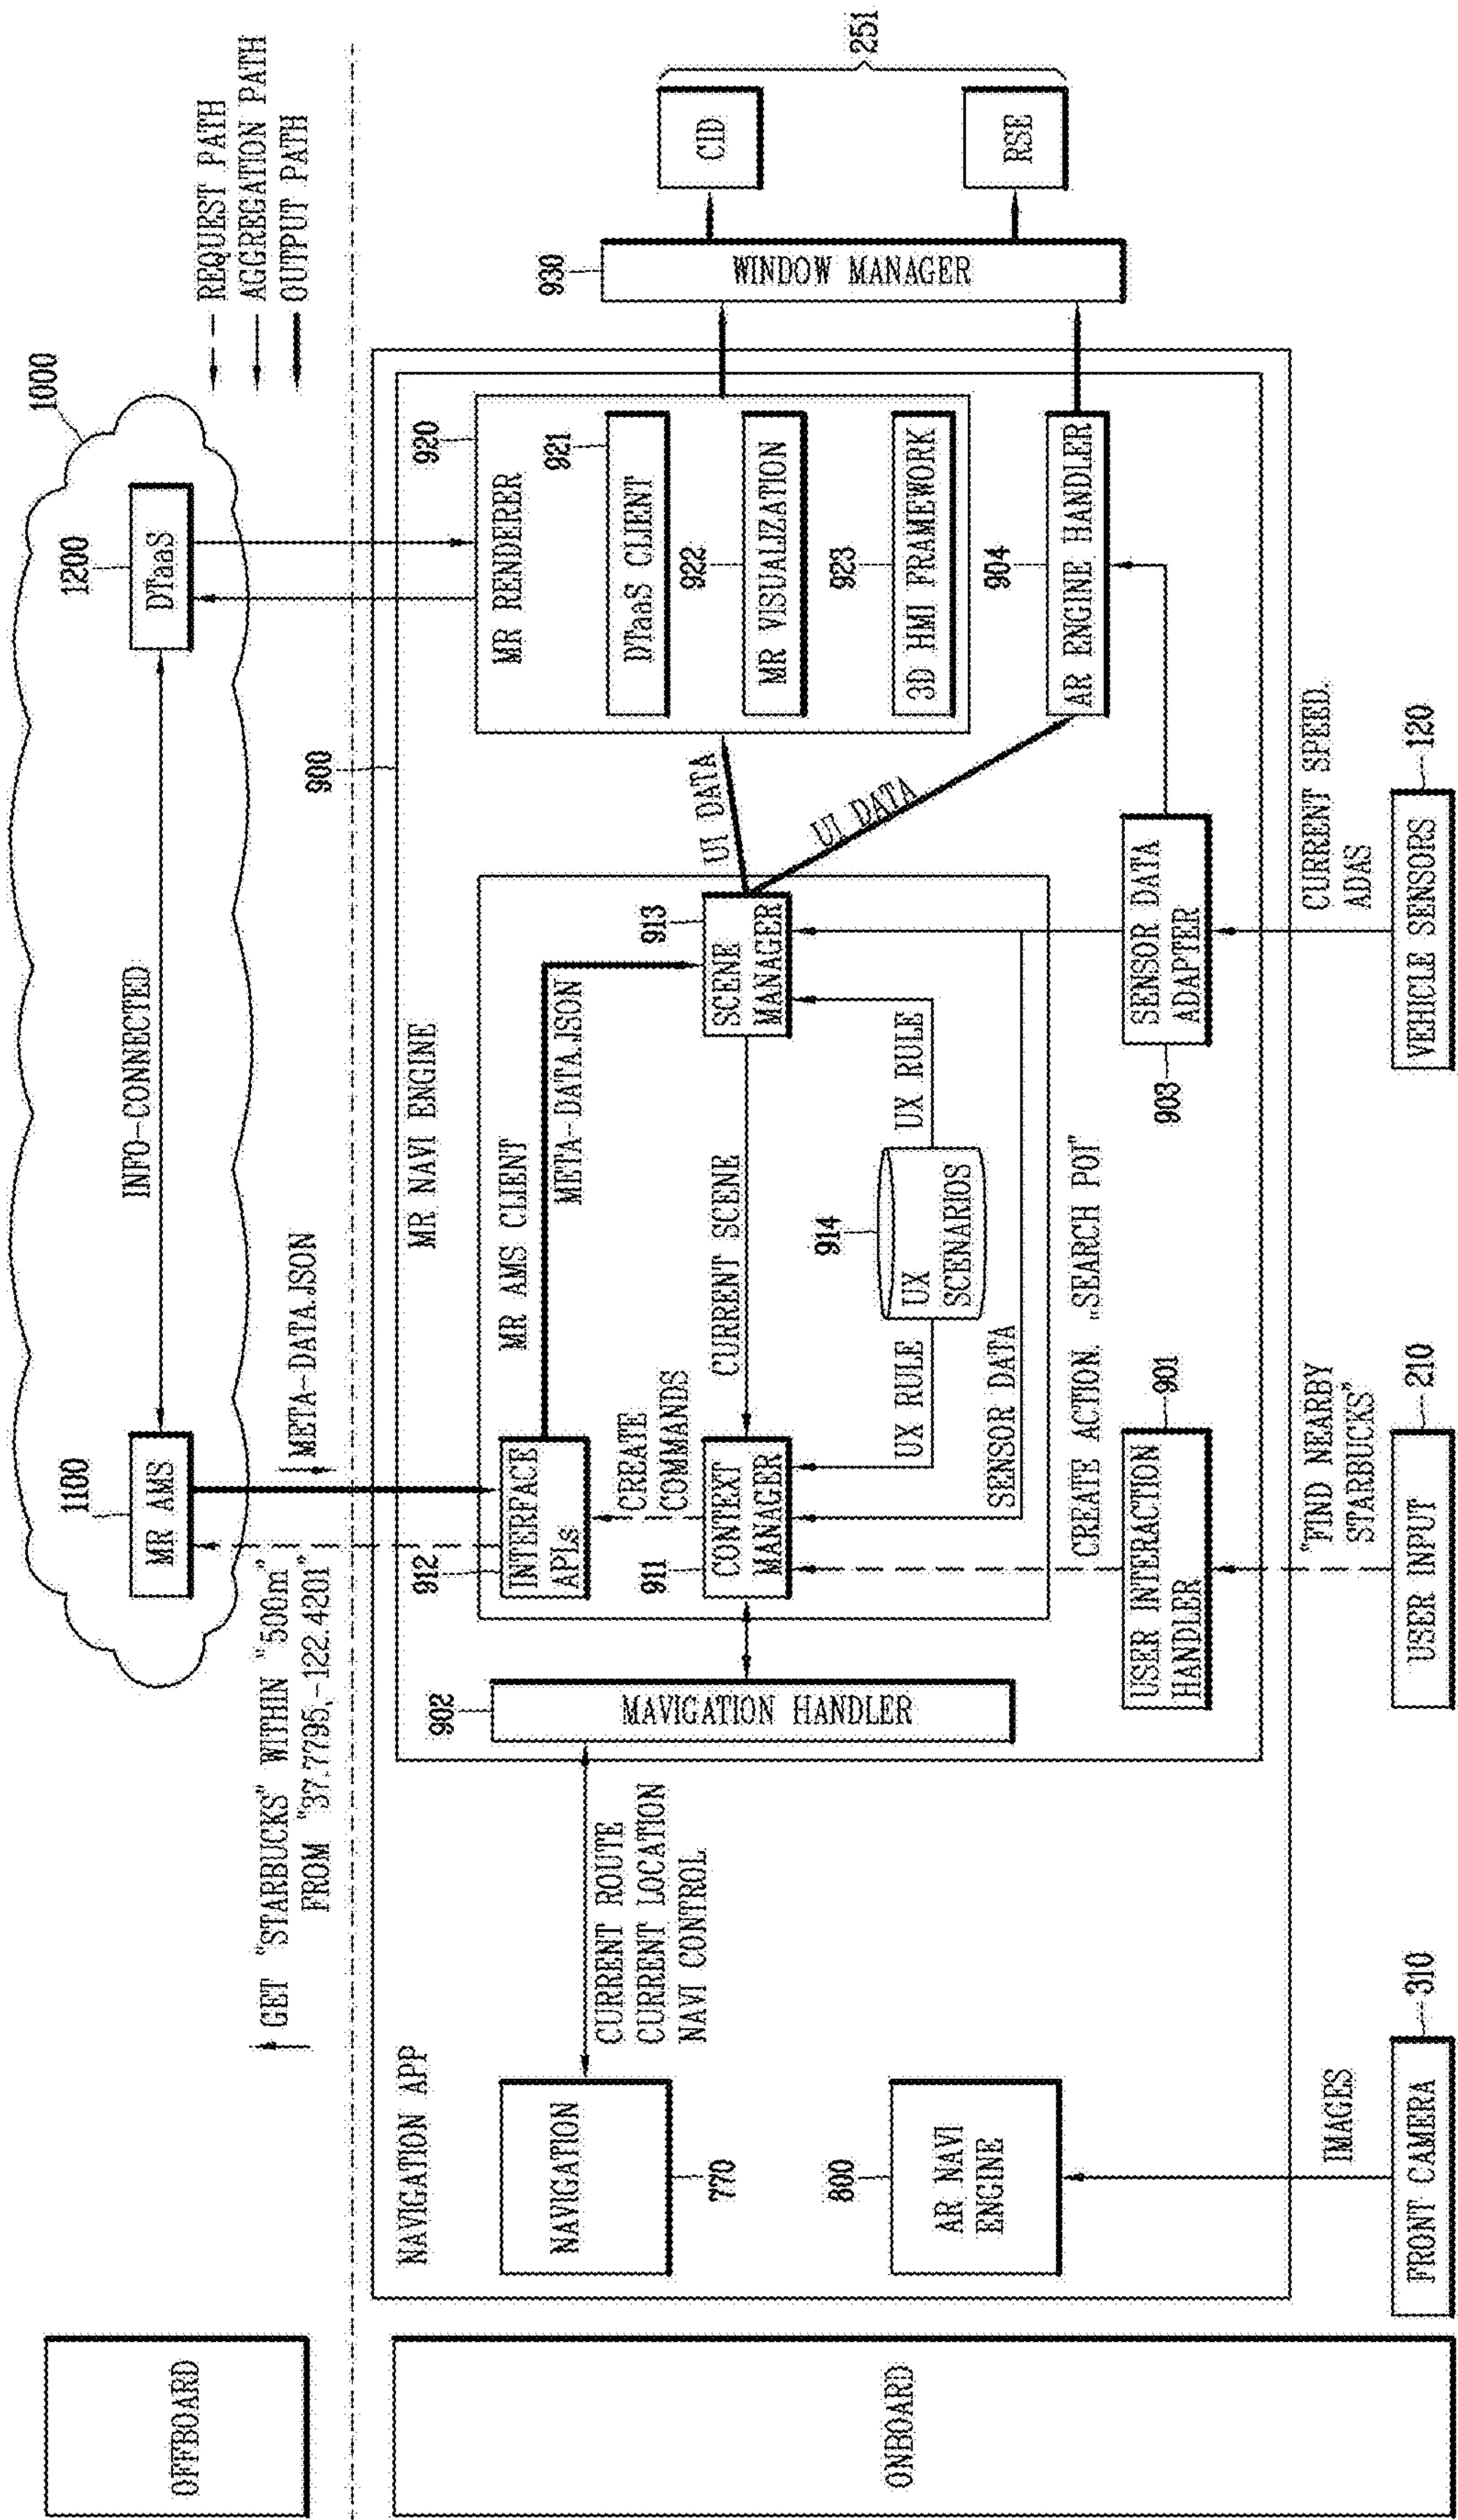 OFFBOARD
ONBOARD
GET "STARBUCKS" WITHIN "500m"
FROM "37.7795,-122.4201"
META-DATA.JSON
1100
MR AMS
INFO-CONNECTED
1200
DTaaS
1000
REQUEST PATH
AGGREGATION PATH
OUTPUT PATH
NAVIGATION APP
NAVIGATION
770
AR NAVI
ENGINE
800
CURRENT ROUTE
CURRENT LOCATION
NAVI CONTROL
MR NAVI ENGINE
900
902
MAVIGATION HANDLER
MR AMS CLIENT
912
INTERFACE
APLs
META-DATA.JSON
CREATE
COMMANDS
911
CONTEXT
MANAGER
CURRENT SCENE
913
SCENE
MANAGER
UX RULE
914
UX
SCENARIOS
UX RULE
SENSOR DATA
UI DATA
UI DATA
MR RENDERER
920
921
DTaaS CLIENT
922
MR VISUALIZATION
923
3D HMI FRAMEWORK
904
AR ENGINE HANDLER
930
WINDOW MANAGER
CID
RSE
251
CREATE ACTION. „SEARCH POI"
901
USER INTERACTION
HANDLER
903
SENSOR DATA
ADAPTER
IMAGES
FRONT CAMERA
310
"FIND NEARBY
STARBUCKS"
USER INPUT
210
CURRENT SPEED.
ADAS
VEHICLE SENSORS
120